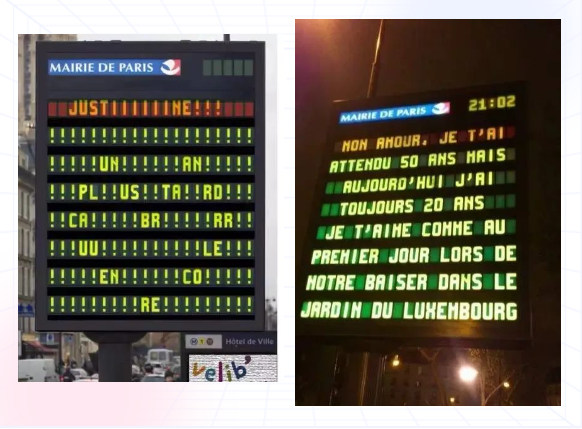 MAIRIE DE PARIS
JUSTIIIIIINE!!!
!!!!!!!!!!!!!!!!!!!!
!!!!!UN!!!!!!AN!!!!!
!!!PL!!US!!TA!!RD!!!
!!CA!!!!!BR!!!!!RR!!
!!!UU!!!!!!!!!!LE!!!
!!!!!EN!!!!!!CO!!!!!
!!!!!!!!!RE!!!!!!!!!
M 1 Hôtel de Ville
velib'
MAIRIE DE PARIS 21:02
MON AMOUR, JE T'AI
ATTENDU 50 ANS MAIS
AUJOURD'HUI J'AI
TOUJOURS 20 ANS
JE T'AIME COMME AU
PREMIER JOUR LORS DE
NOTRE BAISER DANS LE
JARDIN DU LUXEMBOURG